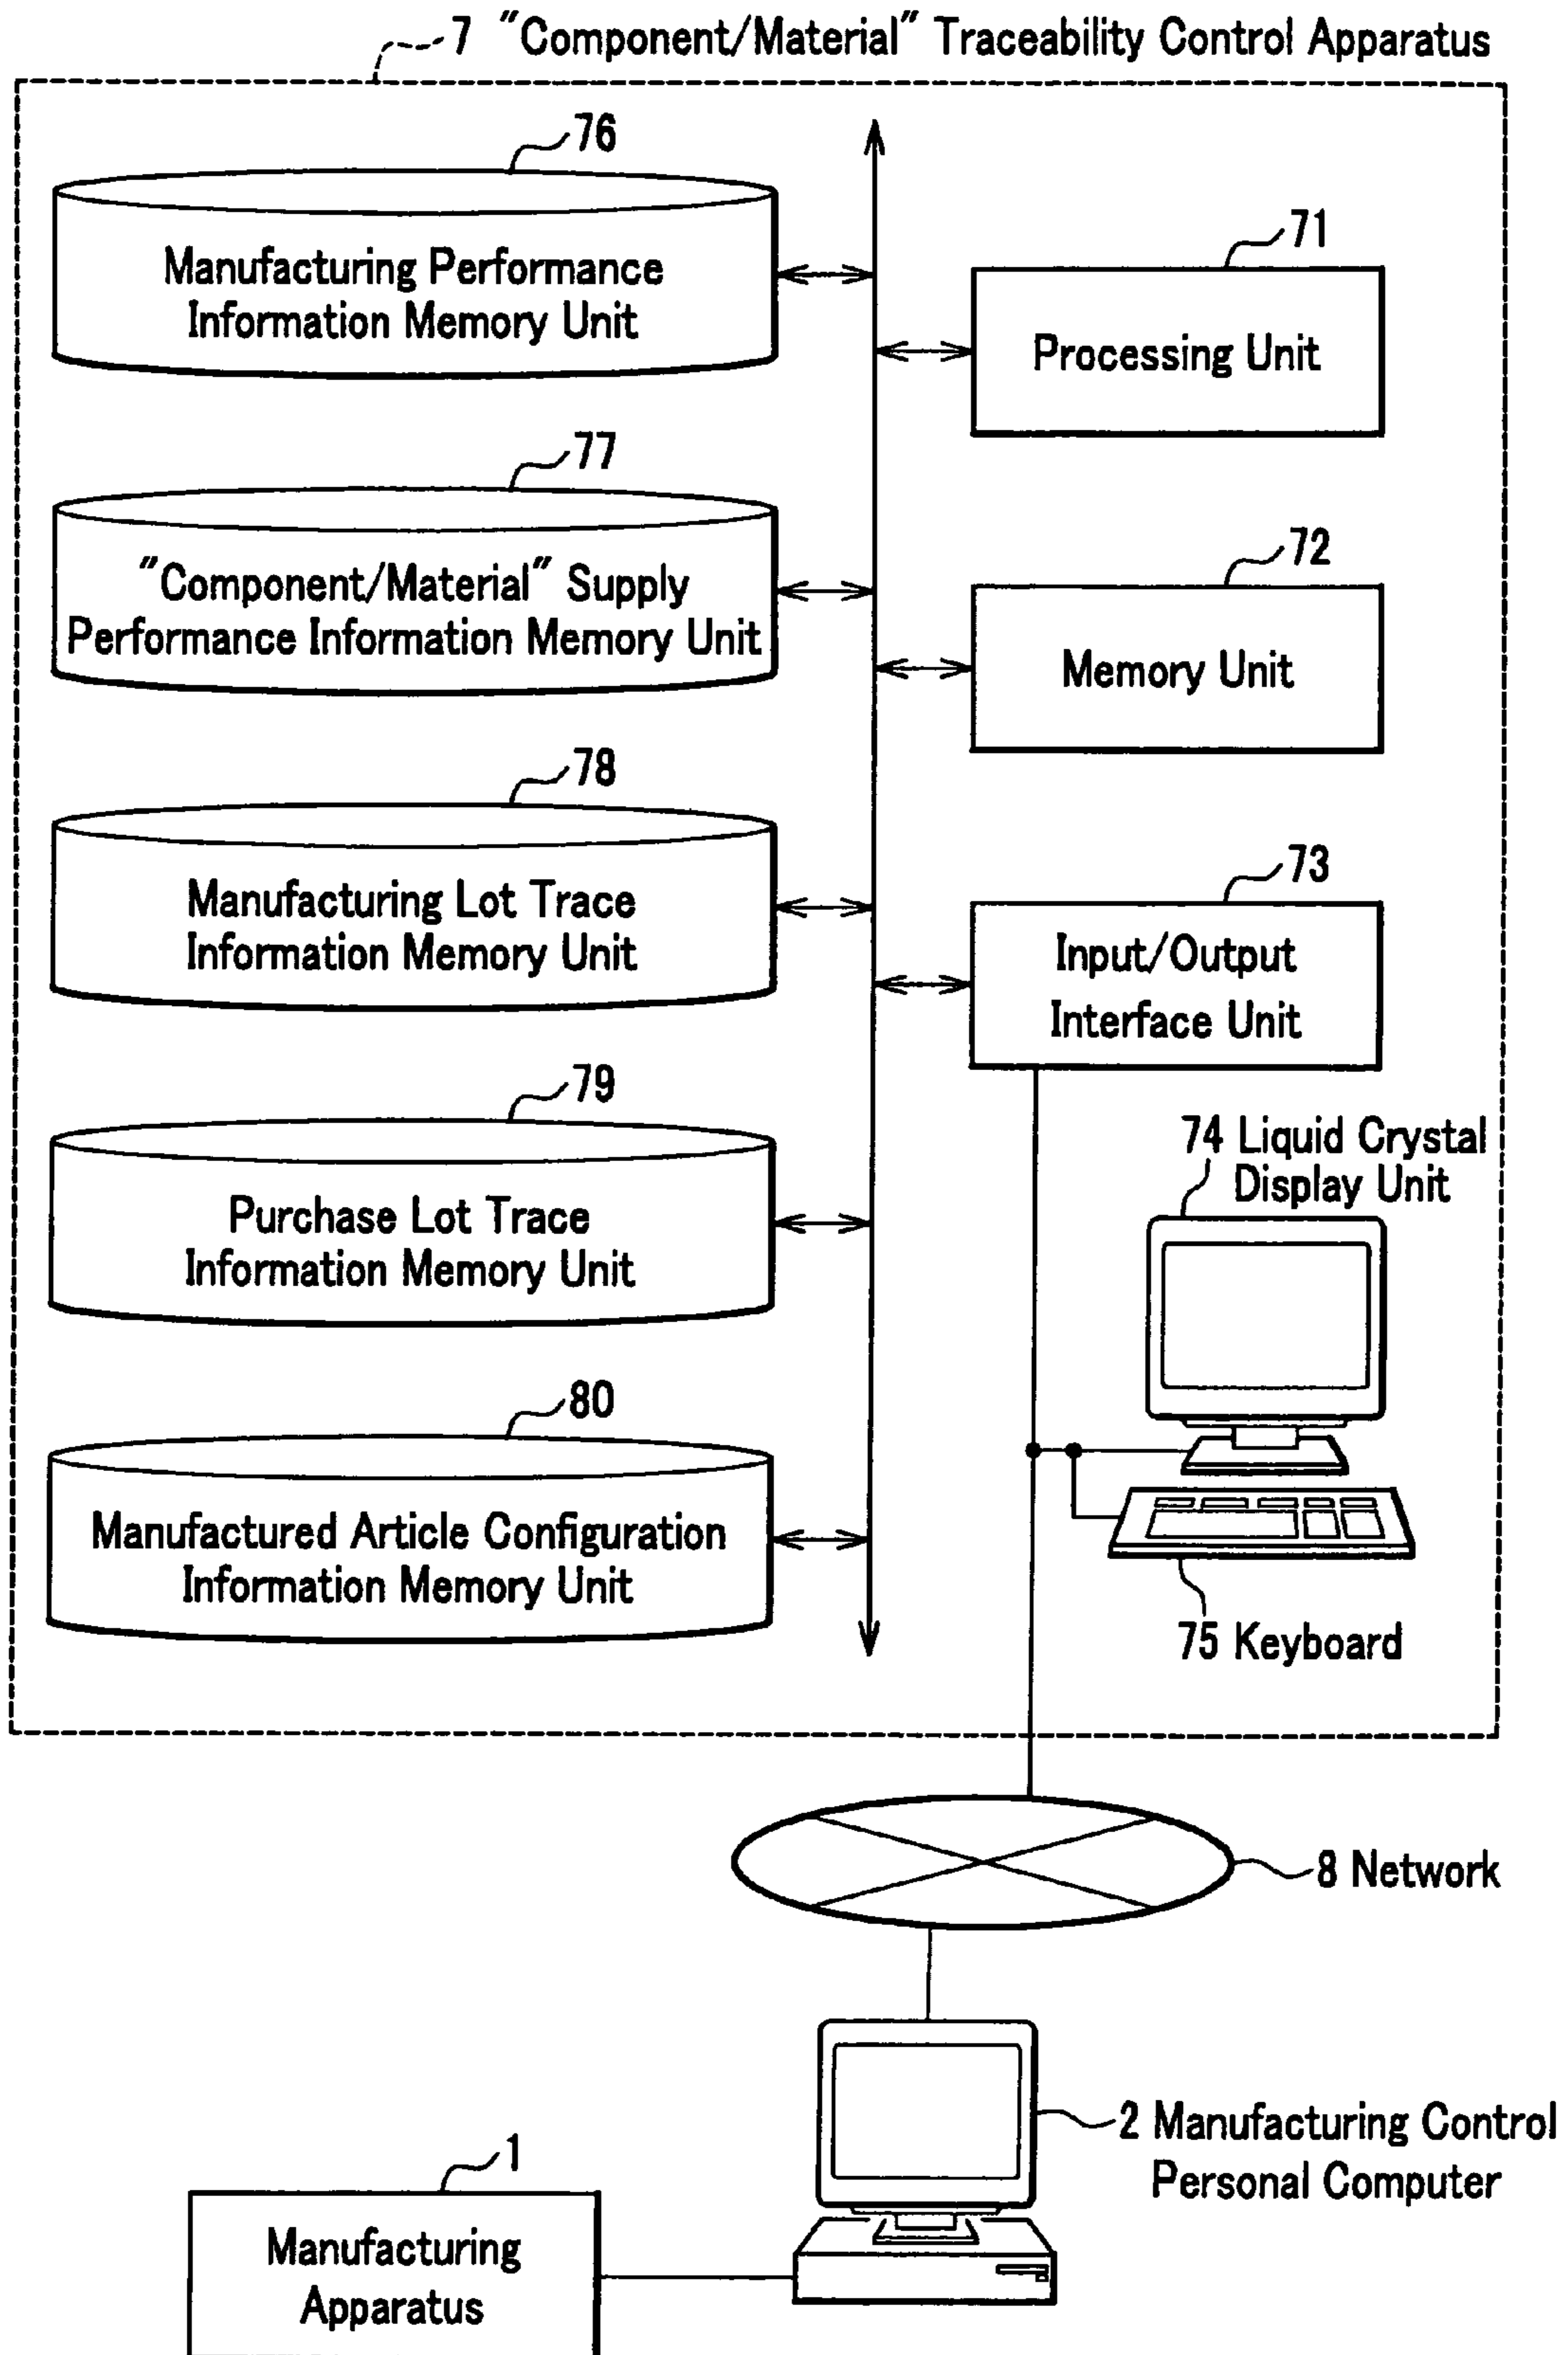 7 "Component/Material" Traceability Control Apparatus
76
Manufacturing Performance
Information Memory Unit
71
Processing Unit
77
"Component/Material" Supply
Performance Information Memory Unit
72
Memory Unit
78
Manufacturing Lot Trace
Information Memory Unit
73
Input/Output
Interface Unit
79
Purchase Lot Trace
Information Memory Unit
74 Liquid Crystal
Display Unit
80
Manufactured Article Configuration
Information Memory Unit
75 Keyboard
8 Network
2 Manufacturing Control
Personal Computer
1
Manufacturing
Apparatus